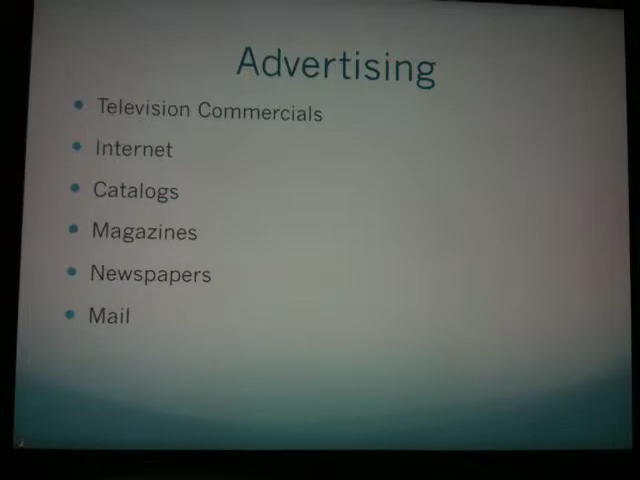 Advertising
Television Commercials
Internet
Catalogs
Magazines
Newspapers
Mail